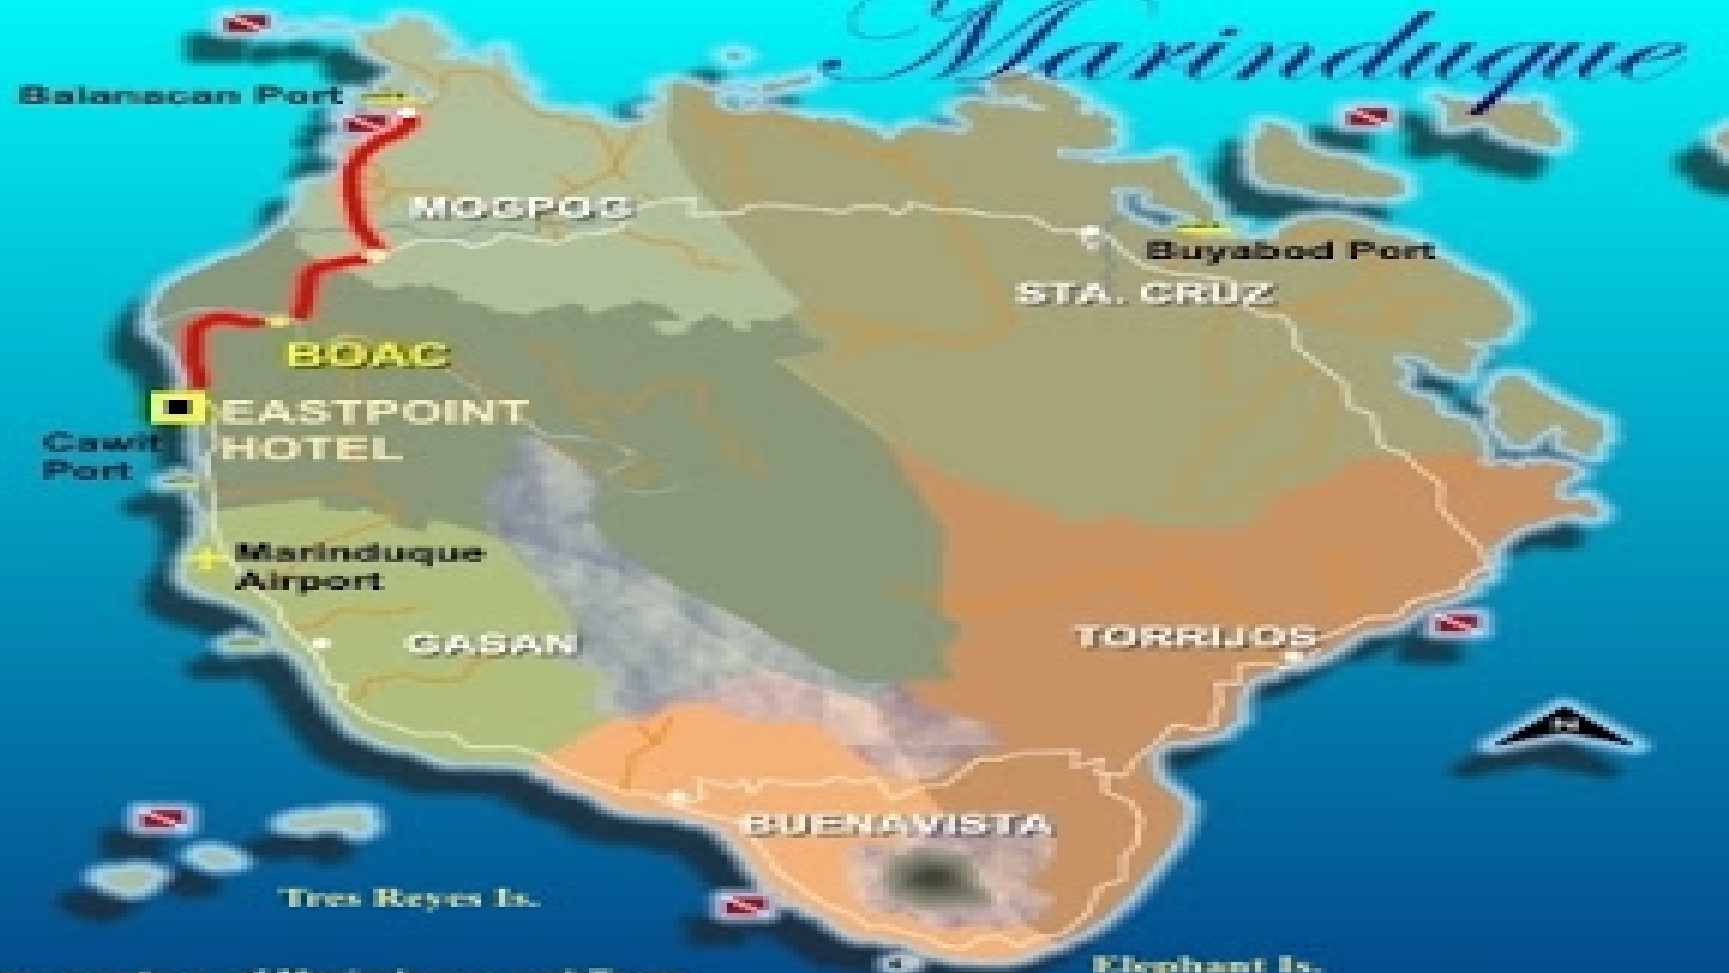 Marinduque
Balanacan Port
MOGPOG
Buyabod Port
STA. CRUZ
BOAC
EASTPOINT
HOTEL
Cawit
Port
Marinduque
Airport
GASAN
TORRIJOS
N
BUENAVISTA
Tres Reyes Is.
Elephant Is.